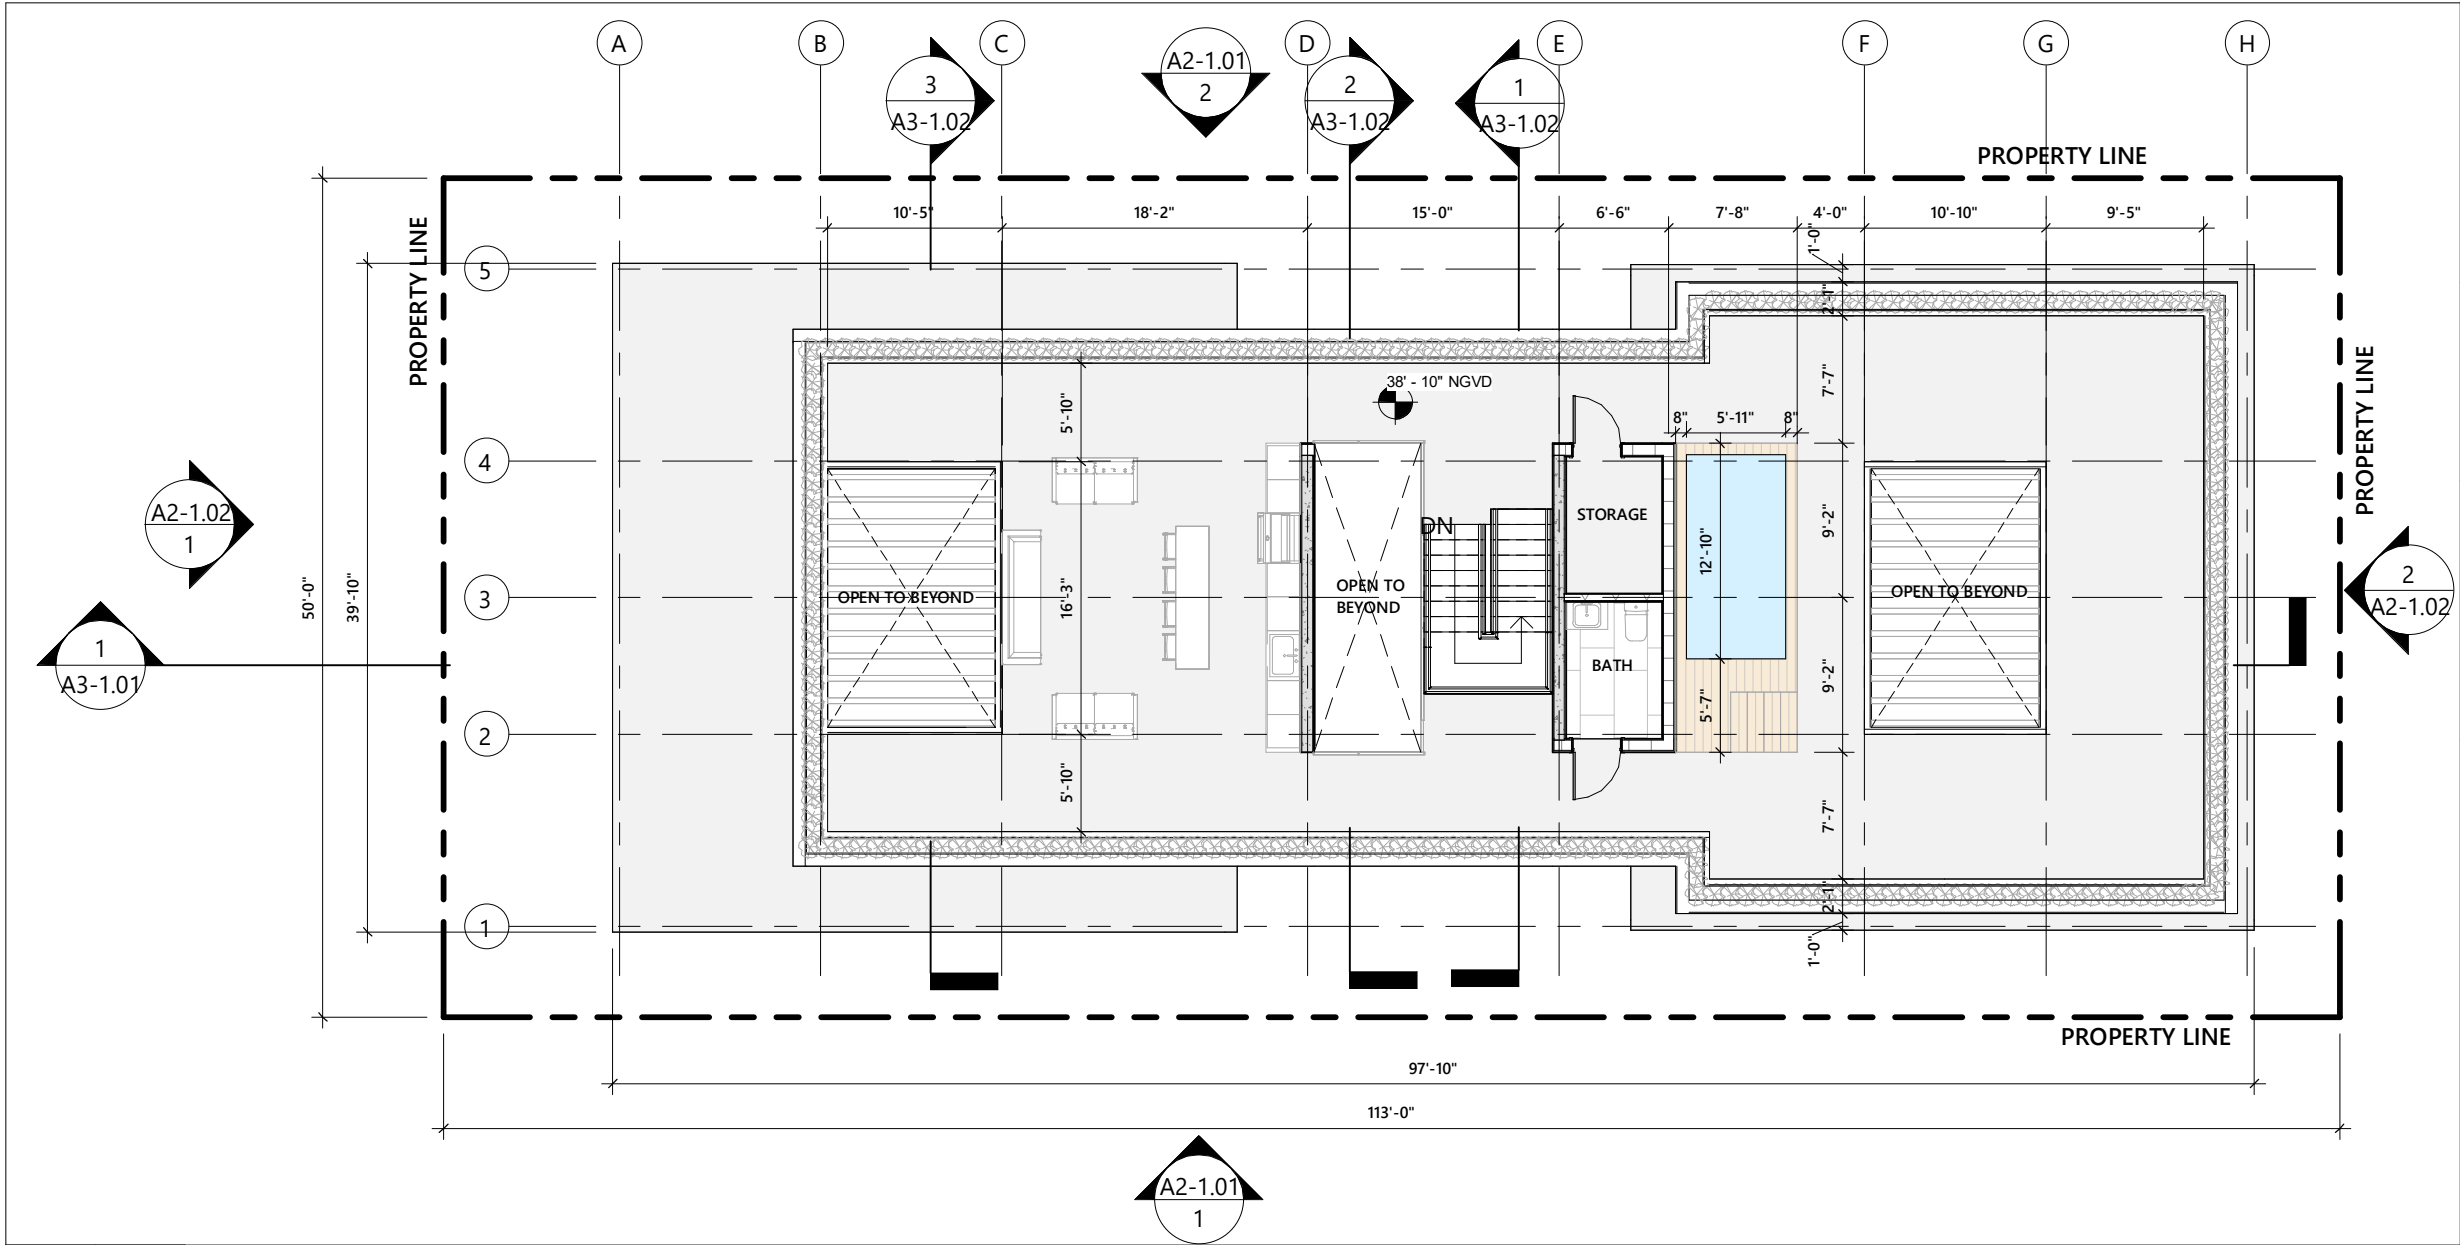 A
B
C
D
E
F
G
H
3
A3-1.02
A2-1.01
2
2
A3-1.02
1
A3-1.02
PROPERTY LINE
PROPERTY LINE
PROPERTY LINE
10'-5"
18'-2"
15'-0"
6'-6"
7'-8"
4'-0"
10'-10"
9'-5"
1'-0"
2'-1"
5
4
3
2
1
38' - 10" NGVD
5'-10"
7'-7"
8"
5'-11"
8"
A2-1.02
1
50'-0"
39'-10"
DN
STORAGE
12'-10"
9'-2"
OPEN TO BEYOND
16'-3"
OPEN TO
BEYOND
OPEN TO BEYOND
2
A2-1.02
1
A3-1.01
BATH
9'-2"
5'-7"
5'-10"
7'-7"
2'-1"
1'-0"
PROPERTY LINE
97'-10"
113'-0"
A2-1.01
1